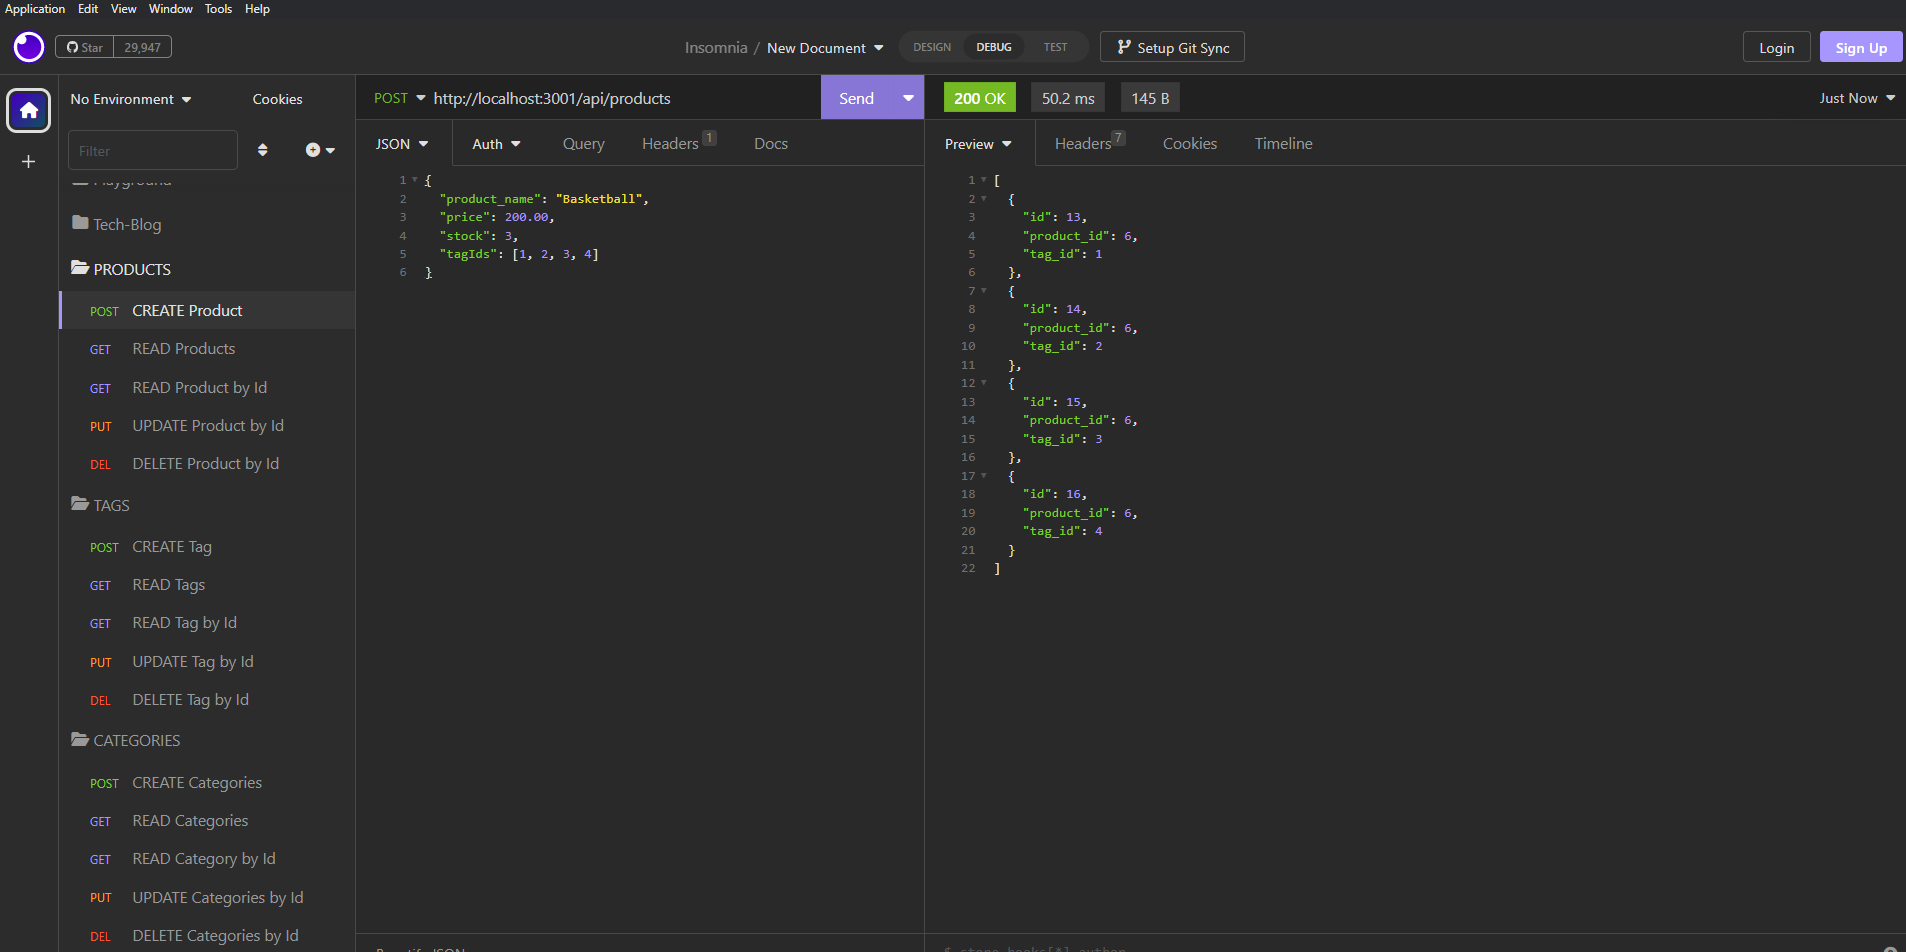 Application Edit View Window Tools Help
Star 29,947
Insomnia / New Document
DESIGN DEBUG TEST
Setup Git Sync
Login Sign Up
No Environment Cookies
Filter
Playground
Tech-Blog
PRODUCTS
POST CREATE Product
GET READ Products
GET READ Product by Id
PUT UPDATE Product by Id
DEL DELETE Product by Id
TAGS
POST CREATE Tag
GET READ Tags
GET READ Tag by Id
PUT UPDATE Tag by Id
DEL DELETE Tag by Id
CATEGORIES
POST CREATE Categories
GET READ Categories
GET READ Category by Id
PUT UPDATE Categories by Id
DEL DELETE Categories by Id
POST http://localhost:3001/api/products Send
JSON Auth Query Headers 1 Docs
1 {
2 "product_name": "Basketball",
3 "price": 200.00,
4 "stock": 3,
5 "tagIds": [1, 2, 3, 4]
6 }
Beautify JSON
200 OK 50.2 ms 145 B Just Now
Preview Headers 7 Cookies Timeline
1 [
2 {
3 "id": 13,
4 "product_id": 6,
5 "tag_id": 1
6 },
7 {
8 "id": 14,
9 "product_id": 6,
10 "tag_id": 2
11 },
12 {
13 "id": 15,
14 "product_id": 6,
15 "tag_id": 3
16 },
17 {
18 "id": 16,
19 "product_id": 6,
20 "tag_id": 4
21 }
22 ]
$.store.books[*].author